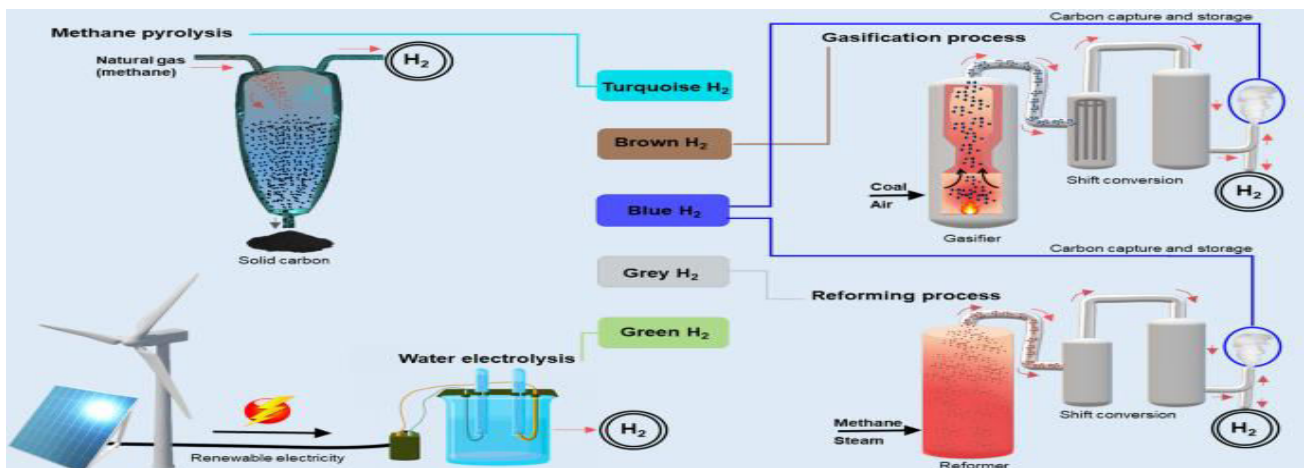 Methane pyrolysis
Natural gas
(methane)
H2
Solid carbon
Turquoise H2
Brown H2
Blue H2
Grey H2
Green H2
Carbon capture and storage
Gasification process
Coal
Air
Gasifier
Shift conversion
H2
Carbon capture and storage
Reforming process
Methane
Steam
Reformer
Shift conversion
H2
Water electrolysis
Renewable electricity
H2